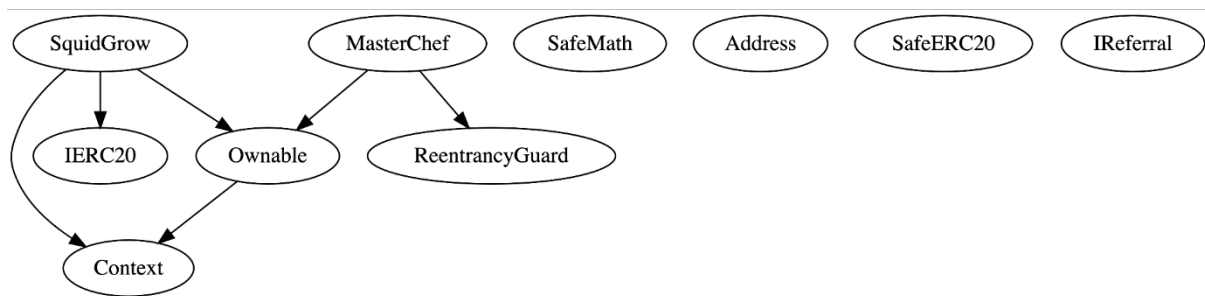 SquidGrow MasterChef SafeMath Address SafeERC20 IReferral
IERC20 Ownable ReentrancyGuard
Context